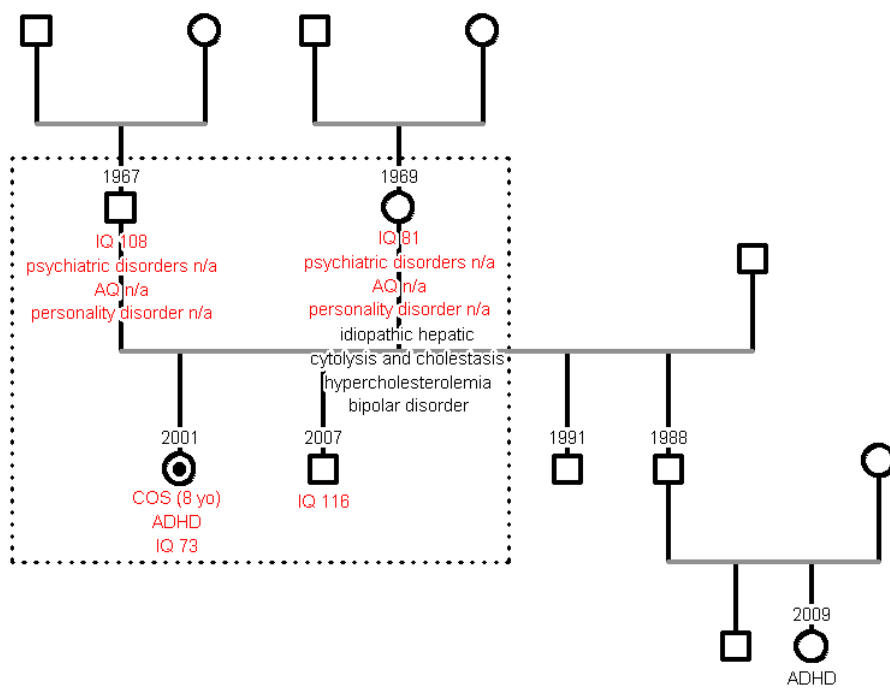 1967
1969
IQ 108
psychiatric disorders n/a
AQ n/a
personality disorder n/a
IQ 81
psychiatric disorders n/a
AQ n/a
personality disorder n/a
idiopathic hepatic
cytolysis and cholestasis
hypercholesterolemia
bipolar disorder
2001
2007
1991
1988
COS (8 yo)
ADHD
IQ 73
IQ 116
2009
ADHD